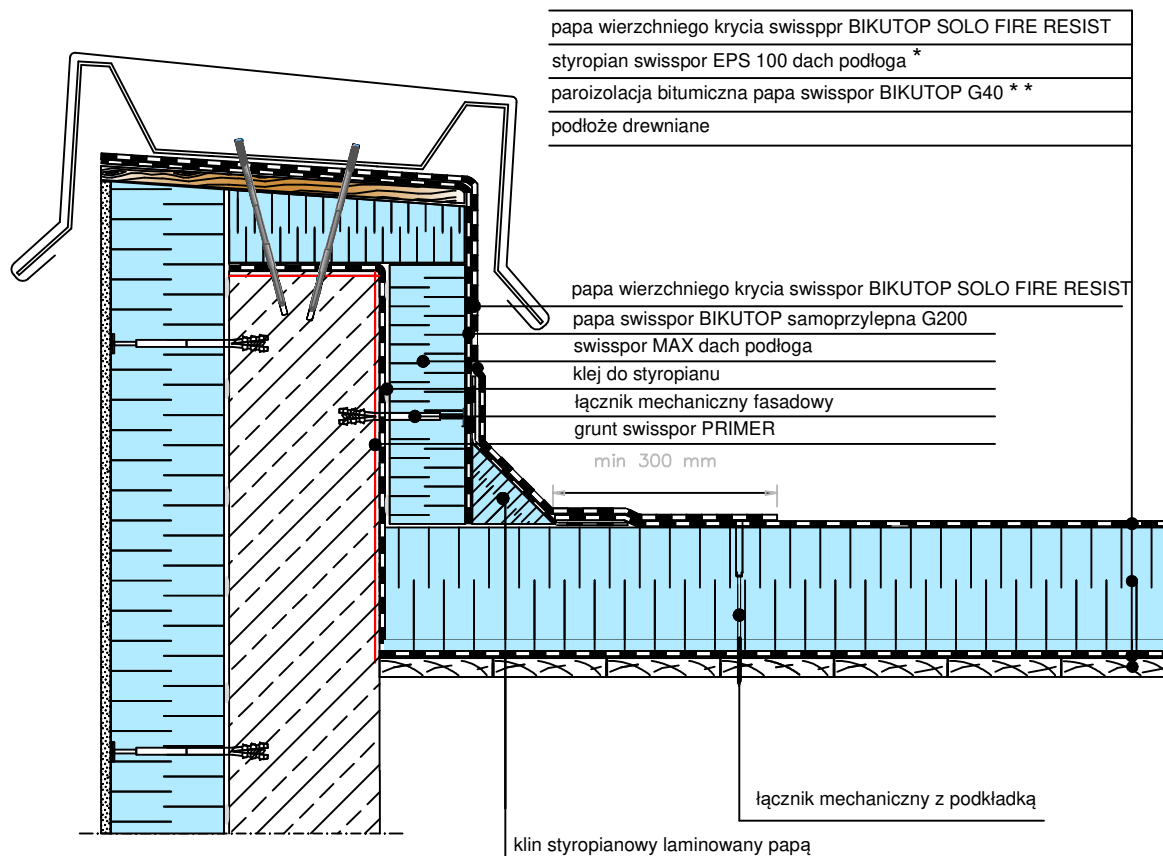 papa wierzchniego krycia swissppr BIKUTOP SOLO FIRE RESIST
styropian swisspor EPS 100 dach podłoga *
paroizolacja bitumiczna papa swisspor BIKUTOP G40 * *
podłoże drewniane
papa wierzchniego krycia swisspor BIKUTOP SOLO FIRE RESIST
papa swisspor BIKUTOP samoprzylepna G200
swisspor MAX dach podłoga
klej do styropianu
łącznik mechaniczny fasadowy
grunt swisspor PRIMER
min 300 mm
łącznik mechaniczny z podkładką
klin styropianowy laminowany papą